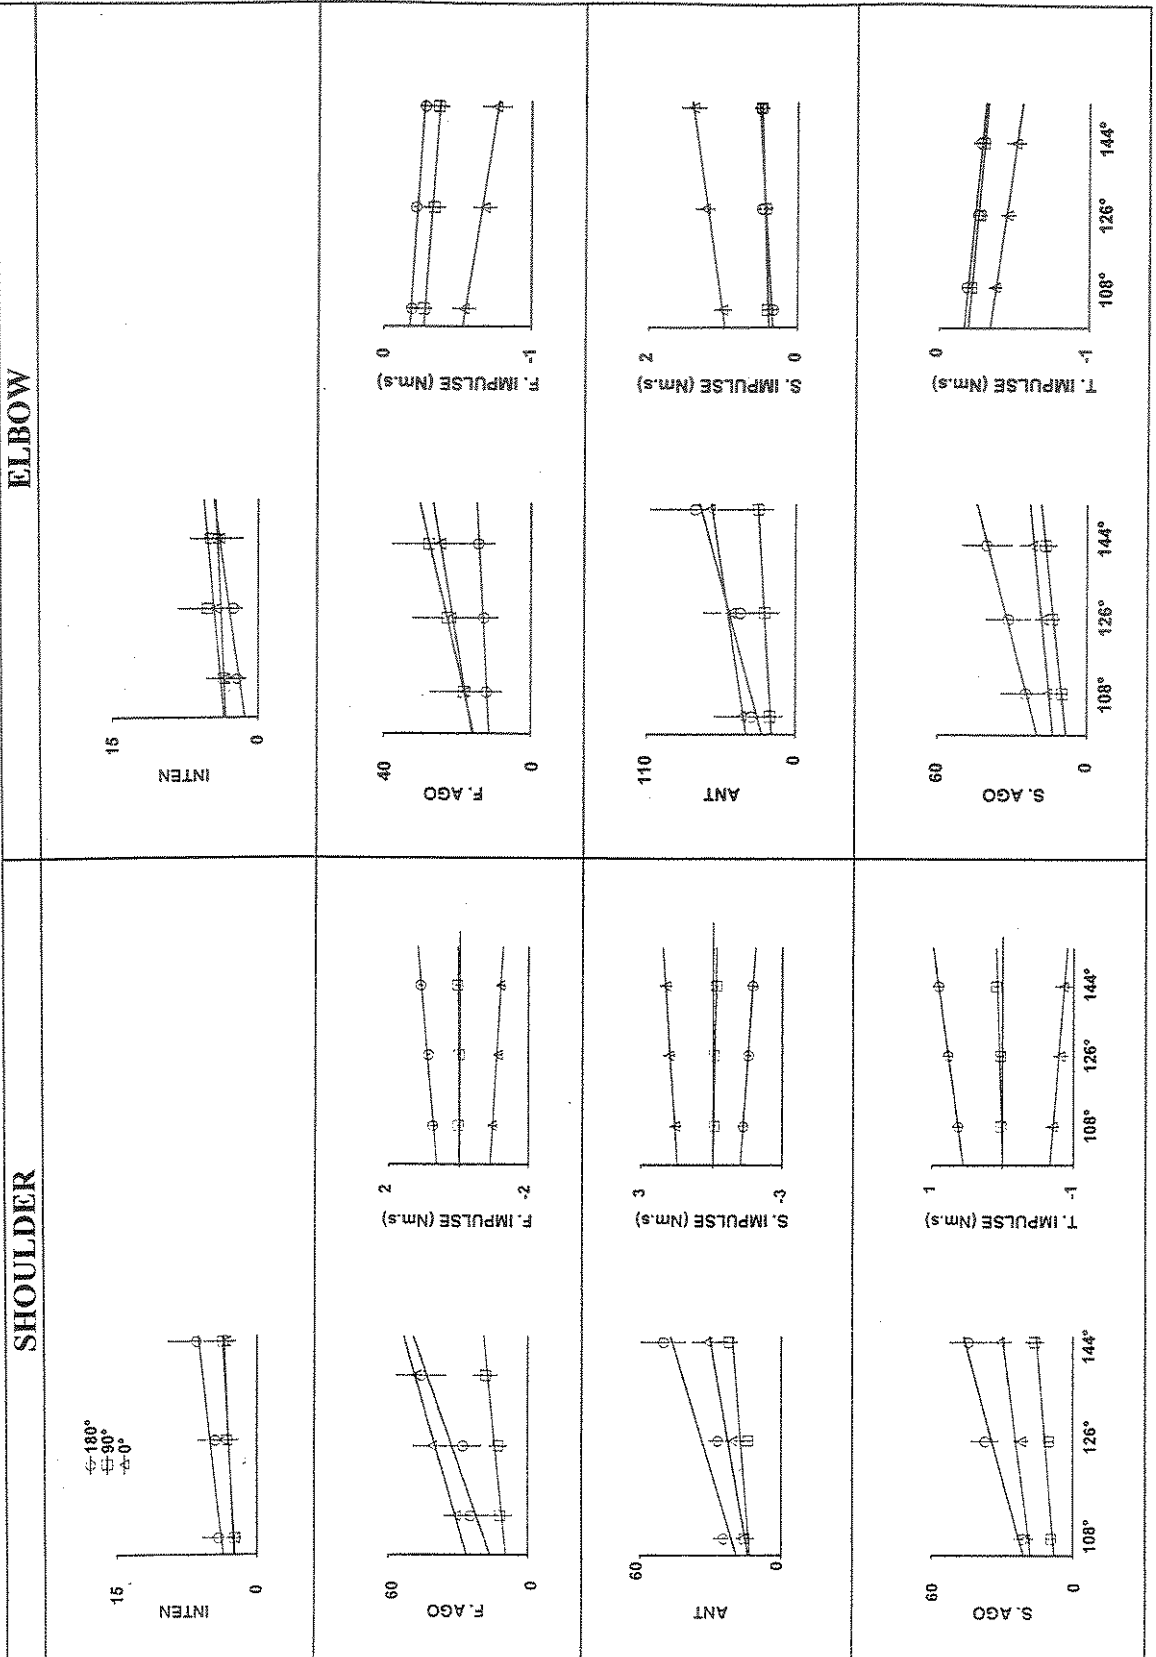 SHOULDER
ELBOW
180°
90°
0°
15
INTEN
0
15
INTEN
0
60
F. AGO
0
2
F. IMPULSE (Nm.s)
-2
40
F. AGO
0
0
F. IMPULSE (Nm.s)
-1
60
ANT
0
3
S. IMPULSE (Nm.s)
-3
110
ANT
0
2
S. IMPULSE (Nm.s)
0
60
S. AGO
0
108° 126° 144°
1
T. IMPULSE (Nm.s)
-1
108° 126° 144°
60
S. AGO
0
108° 126° 144°
0
T. IMPULSE (Nm.s)
-1
108° 126° 144°